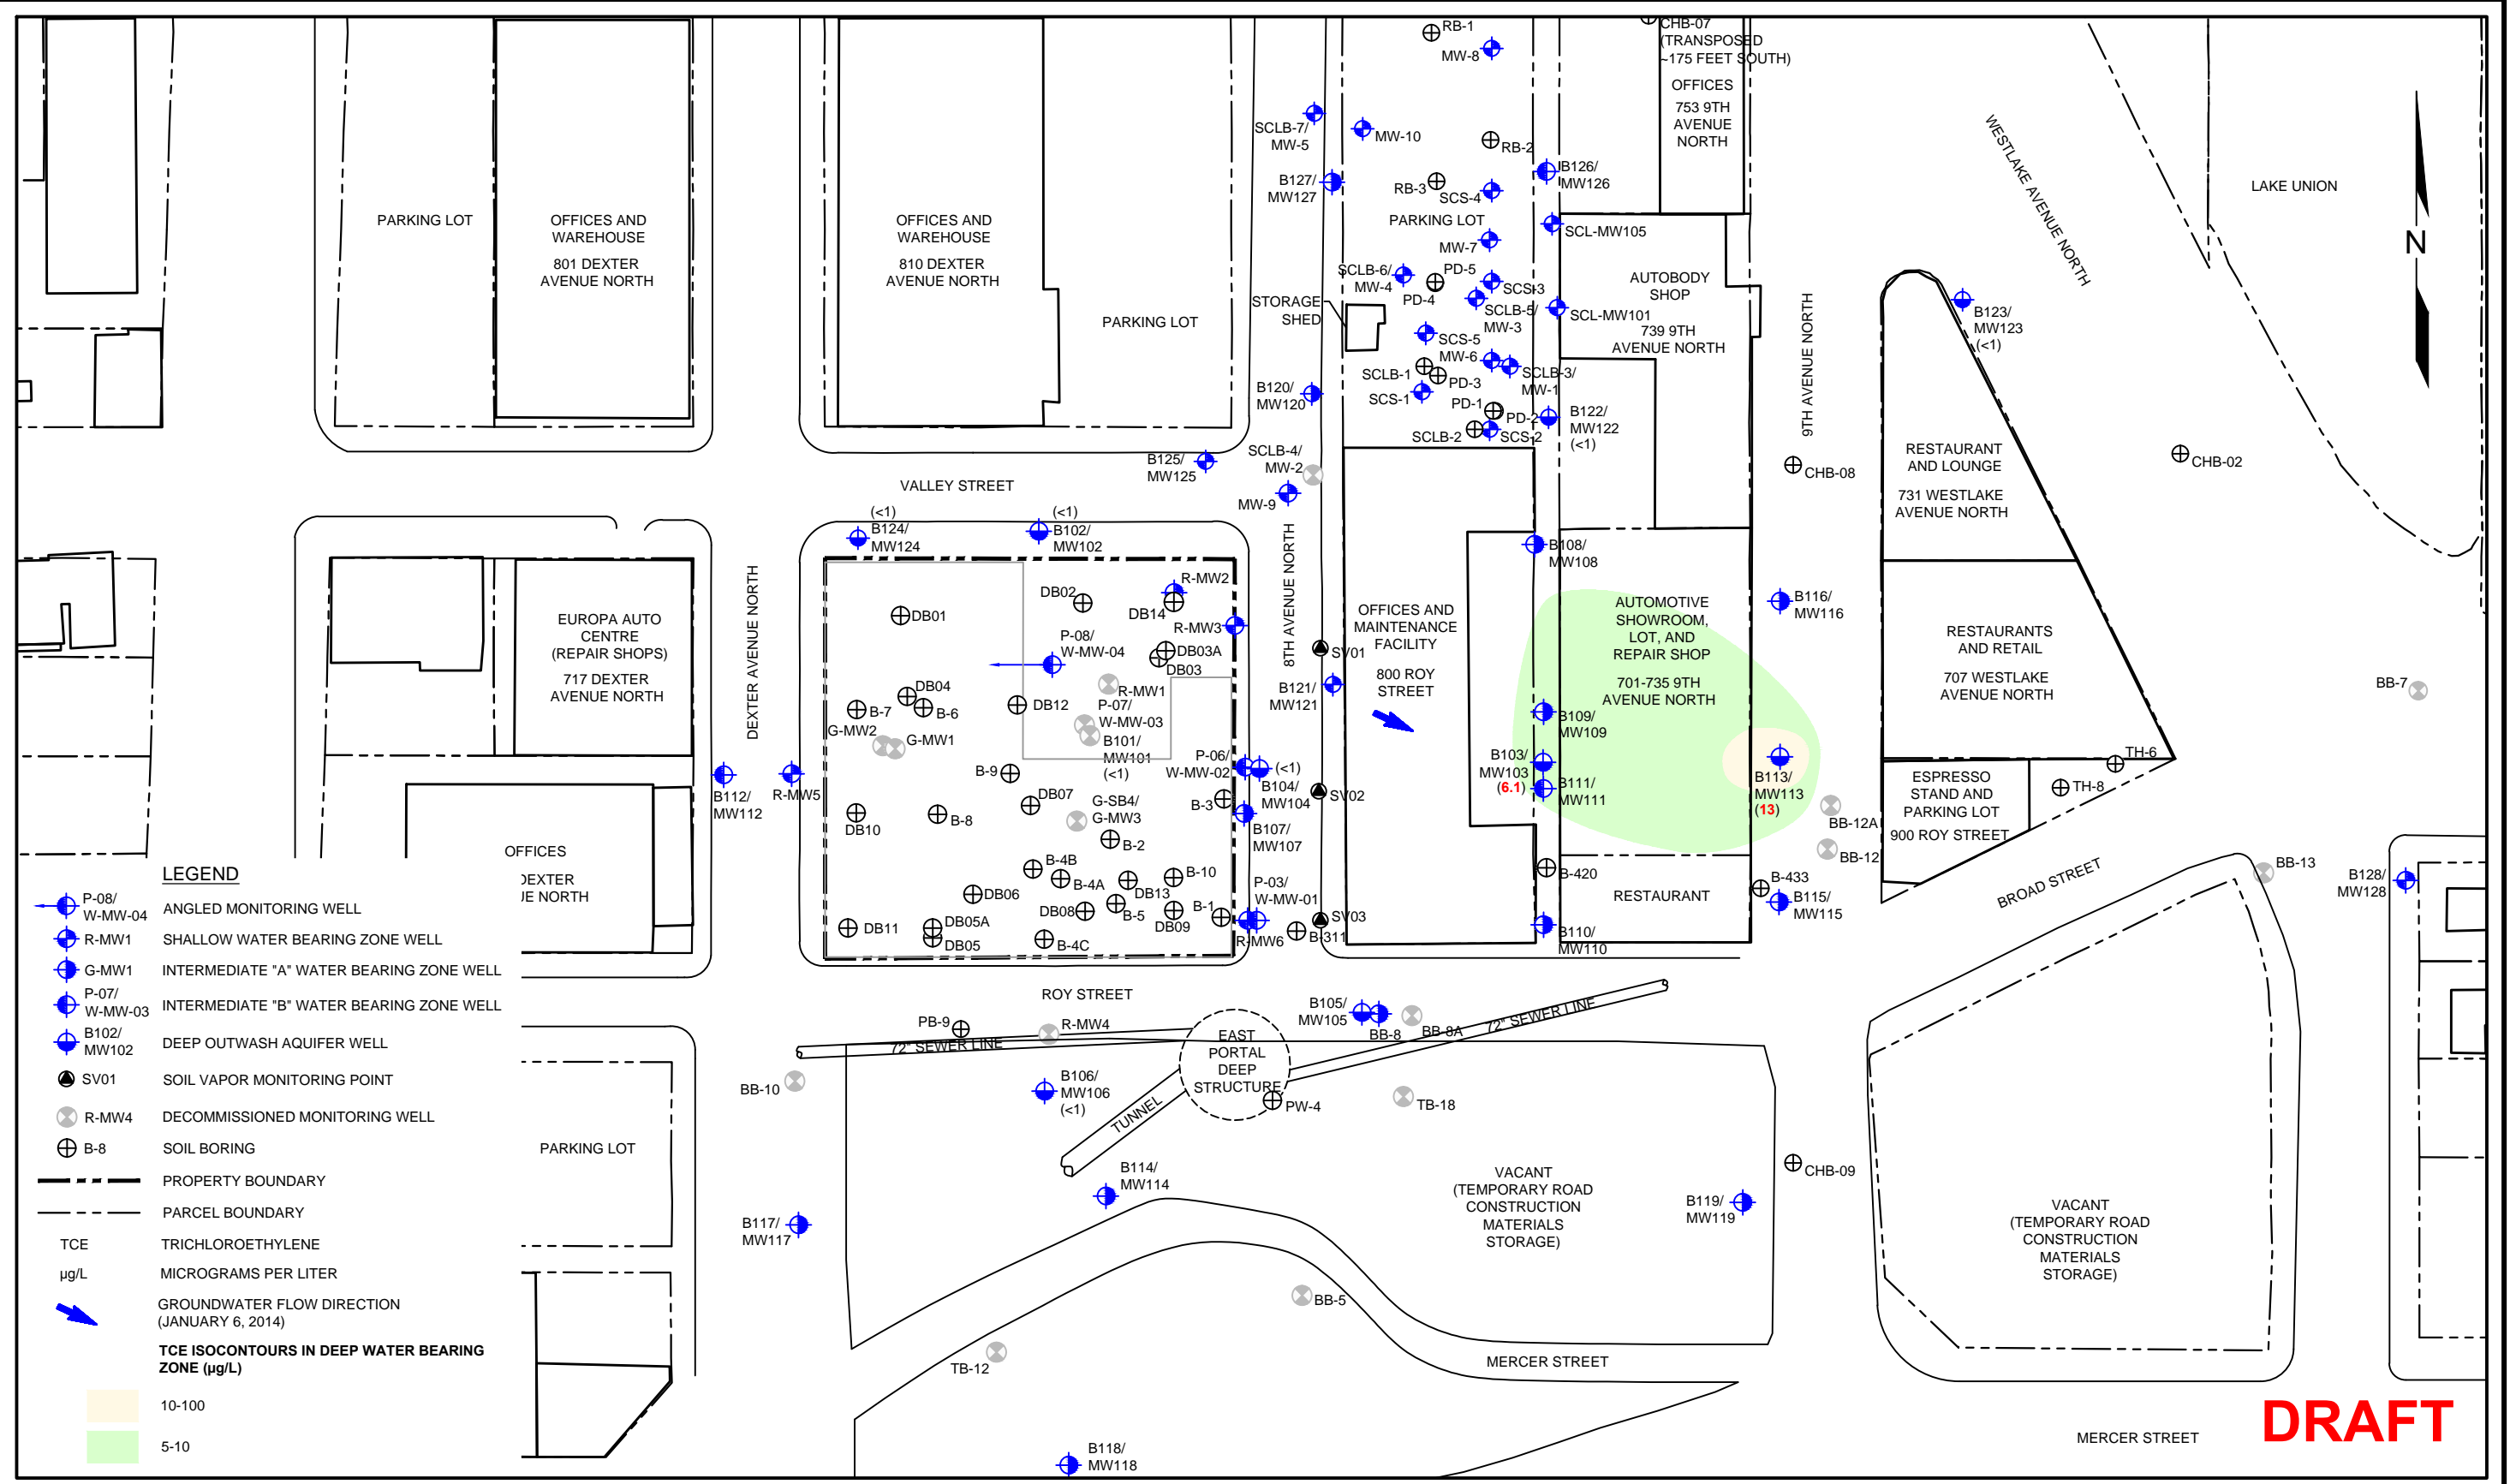 RB-1
MW-8
CHB-07
(TRANSPOSED
~175 FEET SOUTH)
OFFICES
753 9TH
AVENUE
NORTH
SCLB-7/
MW-5
MW-10
RB-2
B127/
MW127
RB-3
SCS-4
B126/
MW126
PARKING LOT
SCL-MW105
MW-7
SCLB-6/
MW-4
PD-5
PD-4
SCS-3
SCLB-5/
MW-3
SCL-MW101
STORAGE
SHED
SCS-5
MW-6
SCLB-1
PD-3
SCLB-3/
MW-1
SCS-1
PD-1
PD-2
SCLB-2
SCS-2
B122/
MW122
(<1)
B120/
MW120
AUTOBODY
SHOP
739 9TH
AVENUE NORTH
9TH AVENUE NORTH
WESTLAKE AVENUE NORTH
LAKE UNION
N
B123/
MW123
(<1)
PARKING LOT
OFFICES AND
WAREHOUSE
801 DEXTER
AVENUE NORTH
OFFICES AND
WAREHOUSE
810 DEXTER
AVENUE NORTH
PARKING LOT
RESTAURANT
AND LOUNGE
731 WESTLAKE
AVENUE NORTH
CHB-08
CHB-02
B125/
MW125
SCLB-4/
MW-2
MW-9
VALLEY STREET
(<1)
B124/
MW124
(<1)
B102/
MW102
8TH AVENUE NORTH
DEXTER AVENUE NORTH
B108/
MW108
EUROPA AUTO
CENTRE
(REPAIR SHOPS)
717 DEXTER
AVENUE NORTH
DB01
DB02
R-MW2
DB14
R-MW3
P-08/
W-MW-04
DB03A
DB03
R-MW1
DB04
B-7
B-6
DB12
P-07/
W-MW-03
G-MW2
G-MW1
B101/
MW101
(<1)
B-9
P-06/
W-MW-02
(<1)
B104/
MW104
B-3
B107/
MW107
DB07
G-SB4/
G-MW3
DB10
B-8
B-2
B-4B
B-4A
DB13
B-10
DB06
DB08
B-5
DB09
B-1
P-03/
W-MW-01
R-MW6
DB11
DB05A
DB05
B-4C
B-311
SV01
SV02
SV03
B121/
MW121
OFFICES AND
MAINTENANCE
FACILITY
800 ROY
STREET
AUTOMOTIVE
SHOWROOM,
LOT, AND
REPAIR SHOP
701-735 9TH
AVENUE NORTH
B109/
MW109
B103/
MW103
(6.1)
B111/
MW111
B113/
MW113
(13)
B116/
MW116
RESTAURANTS
AND RETAIL
707 WESTLAKE
AVENUE NORTH
BB-7
TH-6
TH-8
ESPRESSO
STAND AND
PARKING LOT
900 ROY STREET
BB-12A
BB-12
B-420
RESTAURANT
B-433
B115/
MW115
B110/
MW110
BROAD STREET
BB-13
B128/
MW128
B112/
MW112
R-MW5
OFFICES
DEXTER
UE NORTH
ROY STREET
PB-9
R-MW4
72" SEWER LINE
EAST
PORTAL
DEEP
STRUCTURE
B105/
MW105
BB-8
BB-8A
72" SEWER LINE
BB-10
B106/
MW106
(<1)
PW-4
TB-18
TUNNEL
PARKING LOT
B114/
MW114
B117/
MW117
VACANT
(TEMPORARY ROAD
CONSTRUCTION
MATERIALS
STORAGE)
B119/
MW119
CHB-09
VACANT
(TEMPORARY ROAD
CONSTRUCTION
MATERIALS
STORAGE)
BB-5
TB-12
MERCER STREET
B118/
MW118
MERCER STREET
DRAFT
LEGEND
P-08/
W-MW-04
ANGLED MONITORING WELL
R-MW1 SHALLOW WATER BEARING ZONE WELL
G-MW1 INTERMEDIATE "A" WATER BEARING ZONE WELL
P-07/
W-MW-03
INTERMEDIATE "B" WATER BEARING ZONE WELL
B102/
MW102
DEEP OUTWASH AQUIFER WELL
SV01 SOIL VAPOR MONITORING POINT
R-MW4 DECOMMISSIONED MONITORING WELL
B-8 SOIL BORING
PROPERTY BOUNDARY
PARCEL BOUNDARY
TCE TRICHLOROETHYLENE
µg/L MICROGRAMS PER LITER
GROUNDWATER FLOW DIRECTION
(JANUARY 6, 2014)
TCE ISOCONTOURS IN DEEP WATER BEARING
ZONE (µg/L)
10-100
5-10